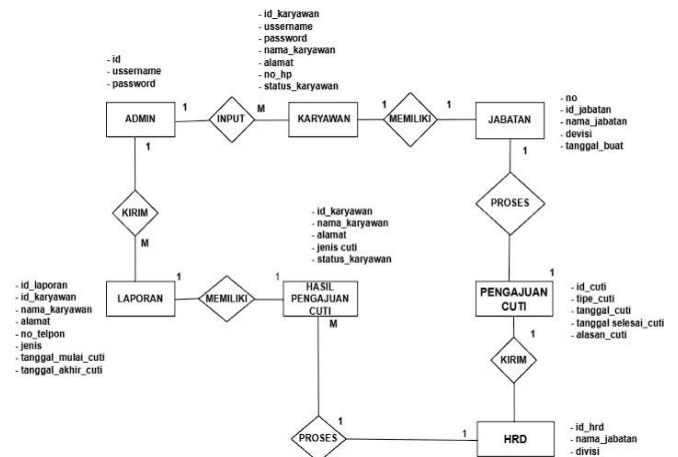 - id_karyawan
- ussername
- password
- nama_karyawan
- alamat
- no_hp
- status_karyawan
- id
- ussername
- password
- no
- id_jabatan
- nama_jabatan
- devisi
- tanggal_buat
ADMIN
1
INPUT
M
KARYAWAN
1
MEMILIKI
1
JABATAN
1
1
KIRIM
M
PROSES
- id_karyawan
- nama_karyawan
- alamat
- jenis cuti
- status_karyawan
- id_laporan
- id_karyawan
- nama_karyawan
- alamat
- no_telpon
- jenis
- tanggal_mulai_cuti
- tanggal_akhir_cuti
LAPORAN
1
MEMILIKI
1
HASIL
PENGAJUAN
CUTI
M
1
PENGAJUAN
CUTI
- id_cuti
- tipe_cuti
- tanggal_cuti
- tanggal selesai_cuti
- alasan_cuti
1
KIRIM
1
PROSES
1
1
HRD
- id_hrd
- nama_jabatan
- divisi